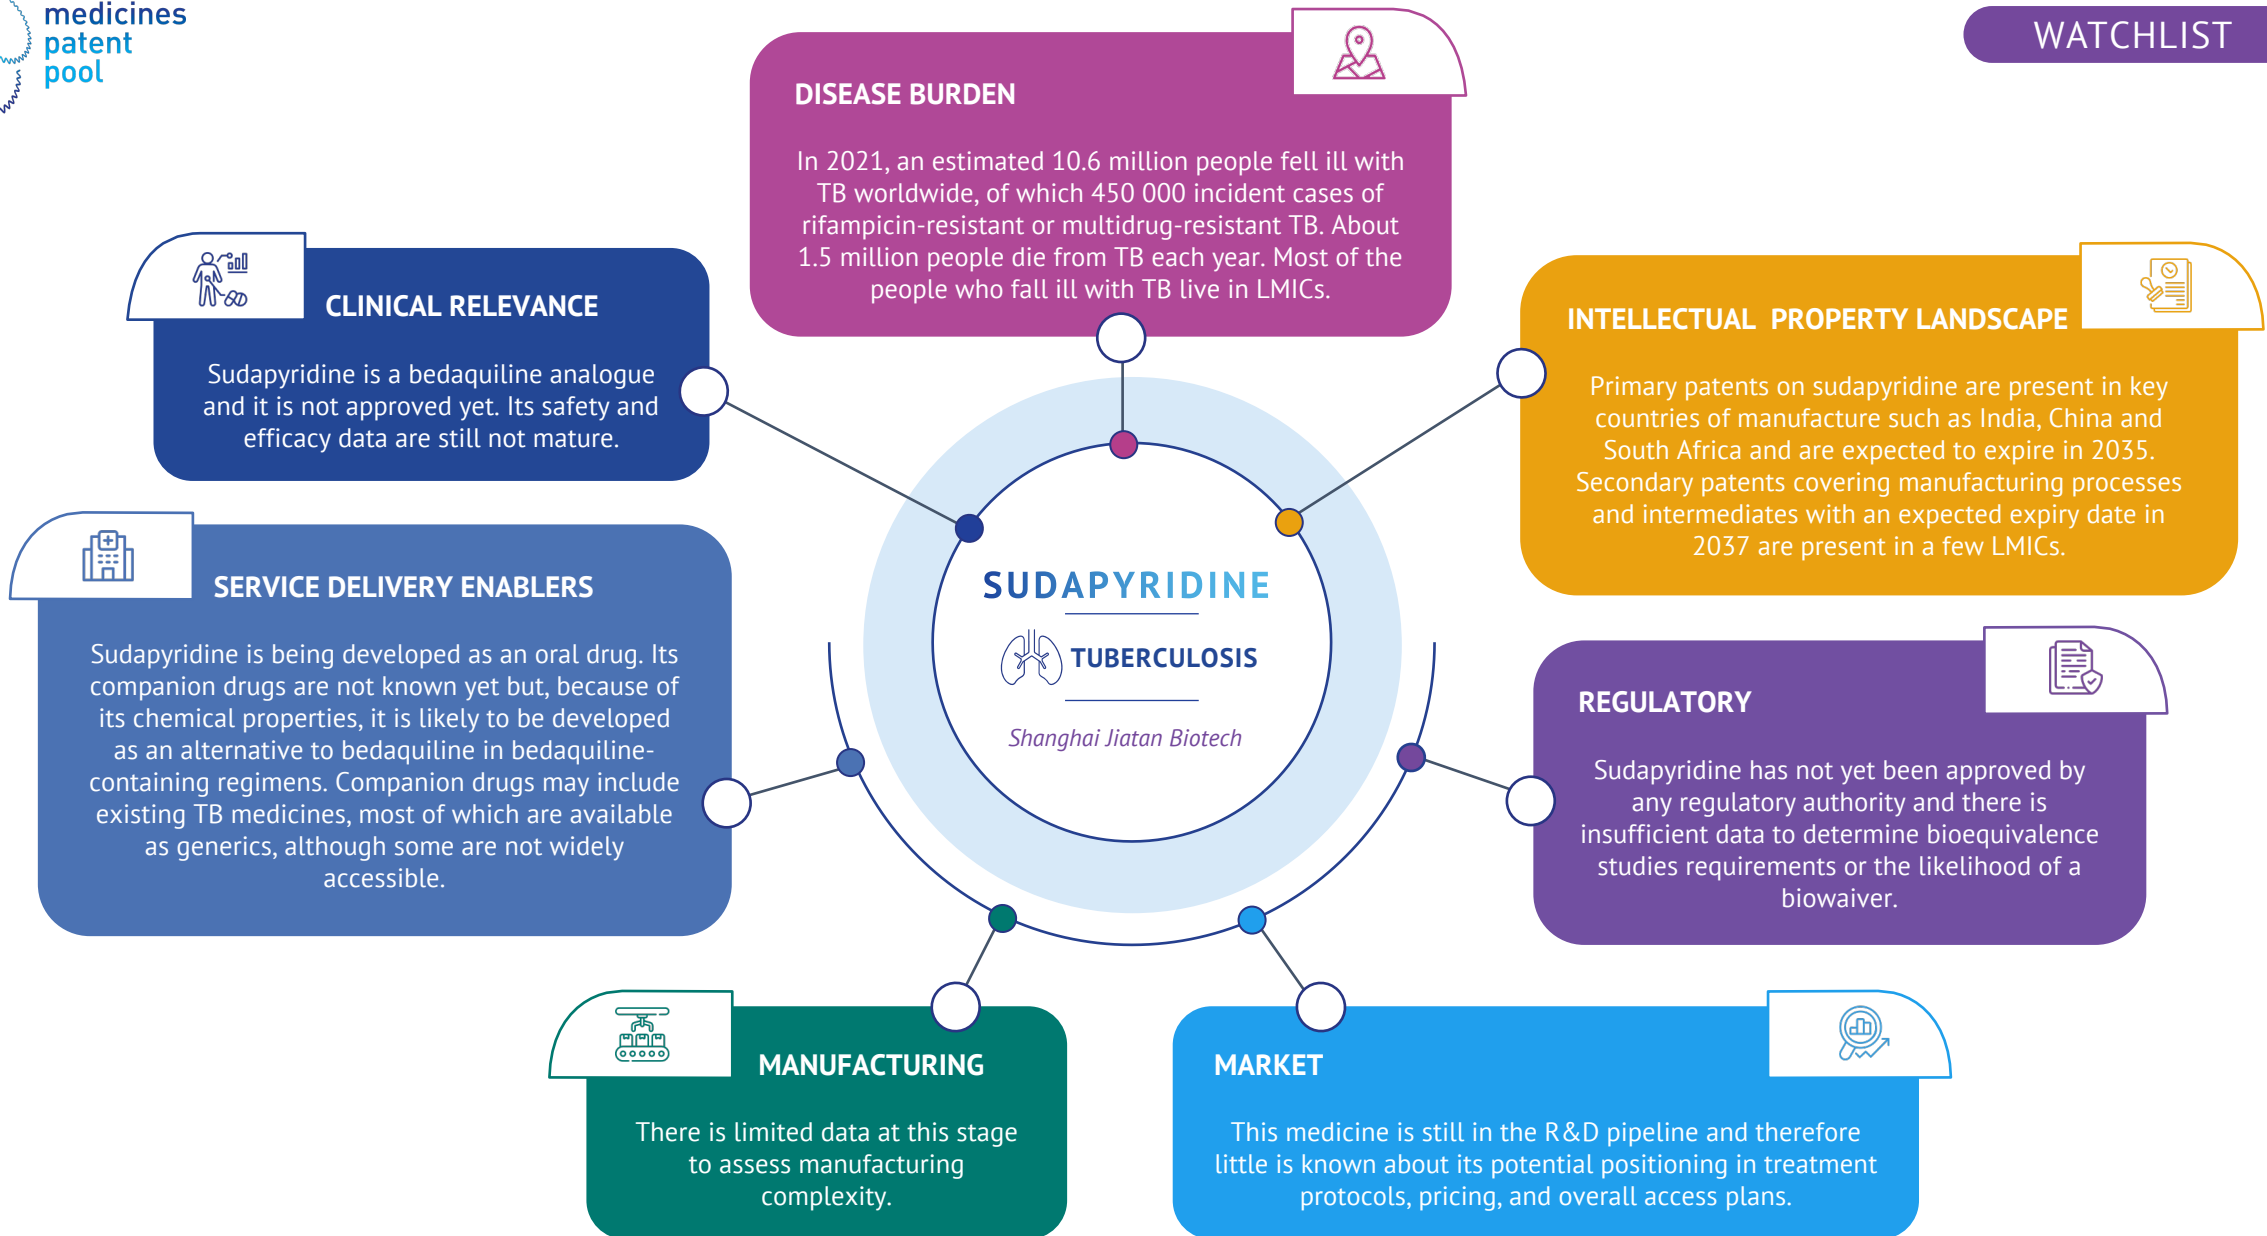 medicines
patent
pool
WATCHLIST
DISEASE BURDEN
In 2021, an estimated 10.6 million people fell ill with
TB worldwide, of which 450 000 incident cases of
rifampicin-resistant or multidrug-resistant TB. About
1.5 million people die from TB each year. Most of the
people who fall ill with TB live in LMICs.
CLINICAL RELEVANCE
Sudapyridine is a bedaquiline analogue
and it is not approved yet. Its safety and
efficacy data are still not mature.
INTELLECTUAL PROPERTY LANDSCAPE
Primary patents on sudapyridine are present in key
countries of manufacture such as India, China and
South Africa and are expected to expire in 2035.
Secondary patents covering manufacturing processes
and intermediates with an expected expiry date in
2037 are present in a few LMICs.
SERVICE DELIVERY ENABLERS
Sudapyridine is being developed as an oral drug. Its
companion drugs are not known yet but, because of
its chemical properties, it is likely to be developed
as an alternative to bedaquiline in bedaquiline-
containing regimens. Companion drugs may include
existing TB medicines, most of which are available
as generics, although some are not widely
accessible.
SUDAPYRIDINE
TUBERCULOSIS
Shanghai Jiatan Biotech
REGULATORY
Sudapyridine has not yet been approved by
any regulatory authority and there is
insufficient data to determine bioequivalence
studies requirements or the likelihood of a
biowaiver.
MANUFACTURING
There is limited data at this stage
to assess manufacturing
complexity.
MARKET
This medicine is still in the R&D pipeline and therefore
little is known about its potential positioning in treatment
protocols, pricing, and overall access plans.